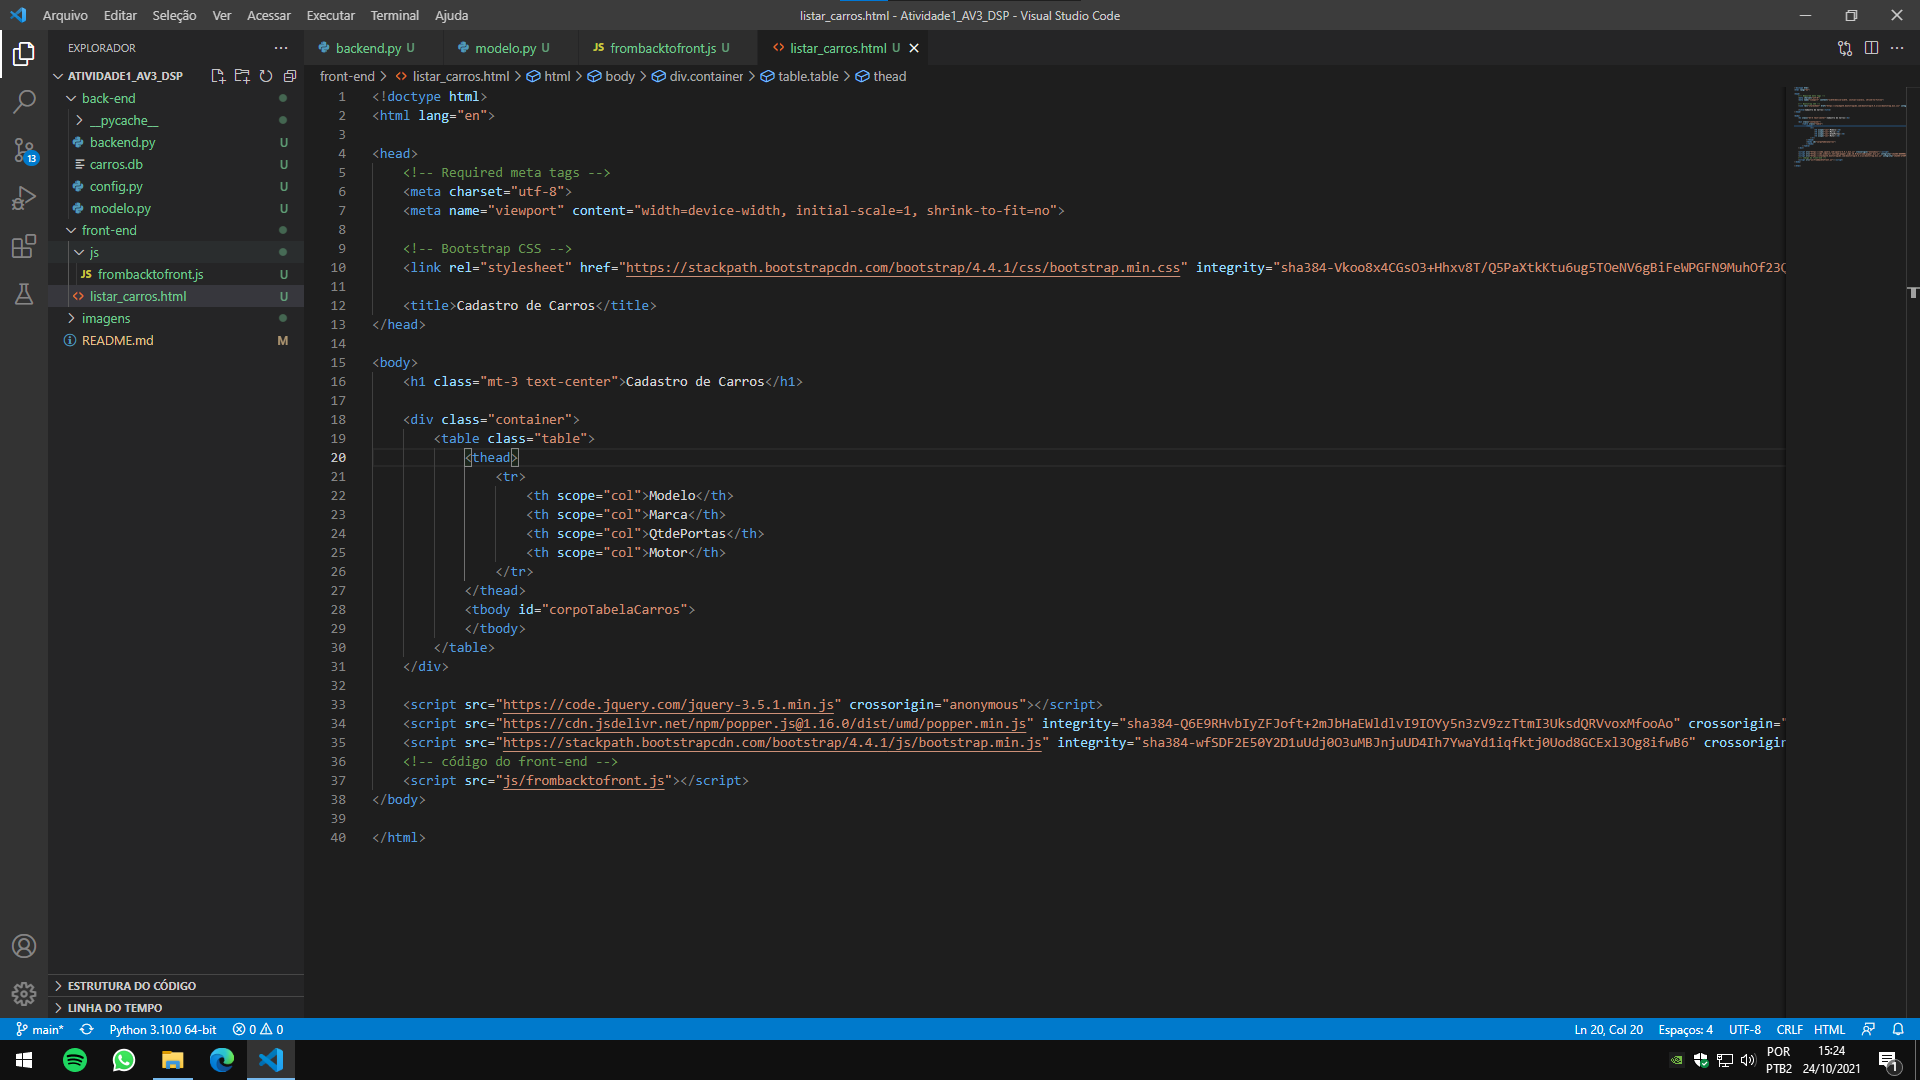 Arquivo Editar Seleção Ver Acessar Executar Terminal Ajuda
listar_carros.html - Atividade1_AV3_DSP - Visual Studio Code
EXPLORADOR
backend.py U modelo.py U JS frombacktofront.js U listar_carros.html U
front-end > listar_carros.html > html > body > div.container > table.table > thead
ATIVIDADE1_AV3_DSP
back-end
__pycache__
backend.py U
carros.db U
config.py U
modelo.py U
front-end
js
JS frombacktofront.js U
listar_carros.html U
imagens
README.md M
13
1 <!doctype html>
2 <html lang="en">
3
4 <head>
5 <!-- Required meta tags -->
6 <meta charset="utf-8">
7 <meta name="viewport" content="width=device-width, initial-scale=1, shrink-to-fit=no">
8
9 <!-- Bootstrap CSS -->
10 <link rel="stylesheet" href="https://stackpath.bootstrapcdn.com/bootstrap/4.4.1/css/bootstrap.min.css" integrity="sha384-Vkoo8x4CGsO3+Hhxv8T/Q5PaXtkKtu6ug5TOeNV6gBiFeWPGFN9MuhOf23Q
11
12 <title>Cadastro de Carros</title>
13 </head>
14
15 <body>
16 <h1 class="mt-3 text-center">Cadastro de Carros</h1>
17
18 <div class="container">
19 <table class="table">
20 <thead>
21 <tr>
22 <th scope="col">Modelo</th>
23 <th scope="col">Marca</th>
24 <th scope="col">QtdePortas</th>
25 <th scope="col">Motor</th>
26 </tr>
27 </thead>
28 <tbody id="corpoTabelaCarros">
29 </tbody>
30 </table>
31 </div>
32
33 <script src="https://code.jquery.com/jquery-3.5.1.min.js" crossorigin="anonymous"></script>
34 <script src="https://cdn.jsdelivr.net/npm/popper.js@1.16.0/dist/umd/popper.min.js" integrity="sha384-Q6E9RHvbIyZFJoft+2mJbHaEWldlvI9IOYy5n3zV9zzTtmI3UksdQRVvoxMfooAo" crossorigin="
35 <script src="https://stackpath.bootstrapcdn.com/bootstrap/4.4.1/js/bootstrap.min.js" integrity="sha384-wfSDF2E50Y2D1uUdj0O3uMBJnjuUD4Ih7YwaYd1iqfktj0Uod8GCExl3Og8ifwB6" crossorigin
36 <!-- código do front-end -->
37 <script src="js/frombacktofront.js"></script>
38 </body>
39
40 </html>
ESTRUTURA DO CÓDIGO
LINHA DO TEMPO
main* Python 3.10.0 64-bit 0 0 Ln 20, Col 20 Espaços: 4 UTF-8 CRLF HTML
POR 15:24
PTB2 24/10/2021 1